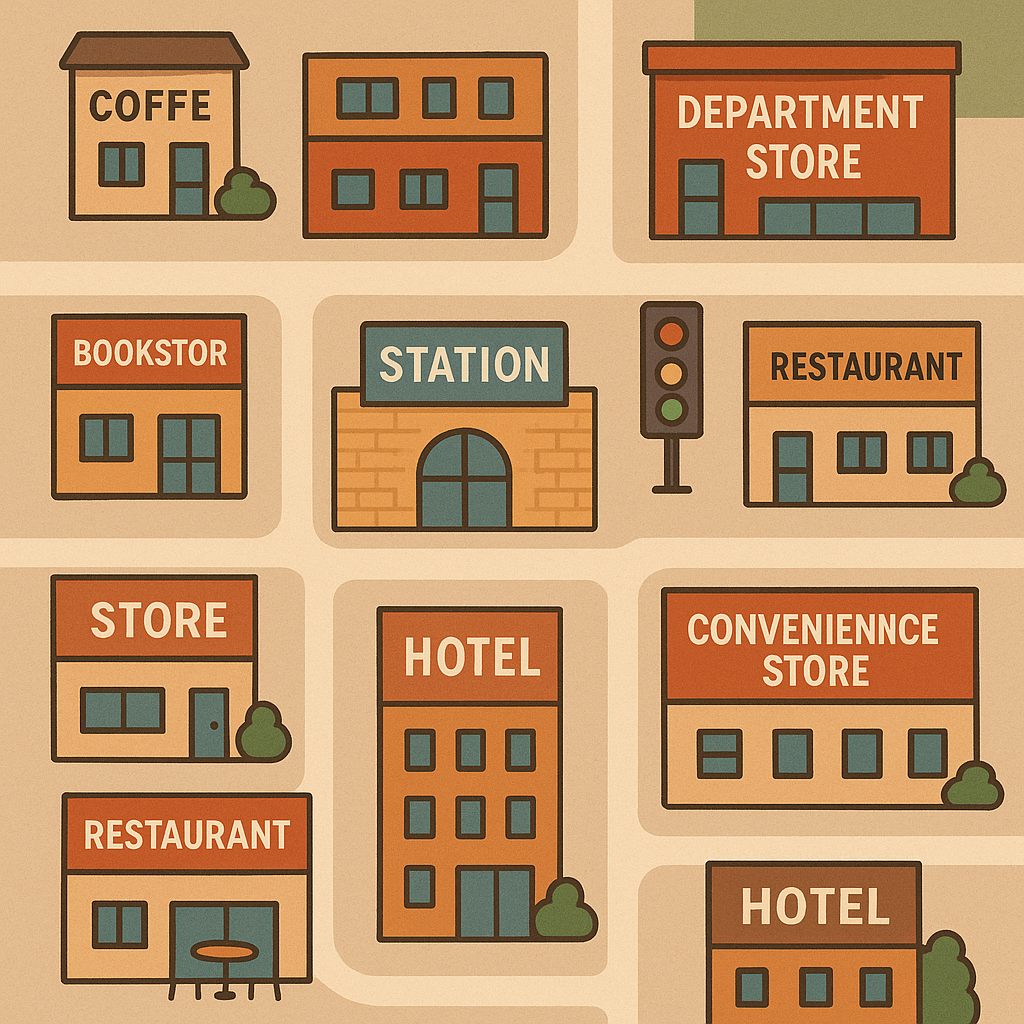 COFFE
DEPARTMENT
STORE
BOOKSTOR
STATION
RESTAURANT
STORE
HOTEL
CONVENIENNCE
STORE
RESTAURANT
HOTEL